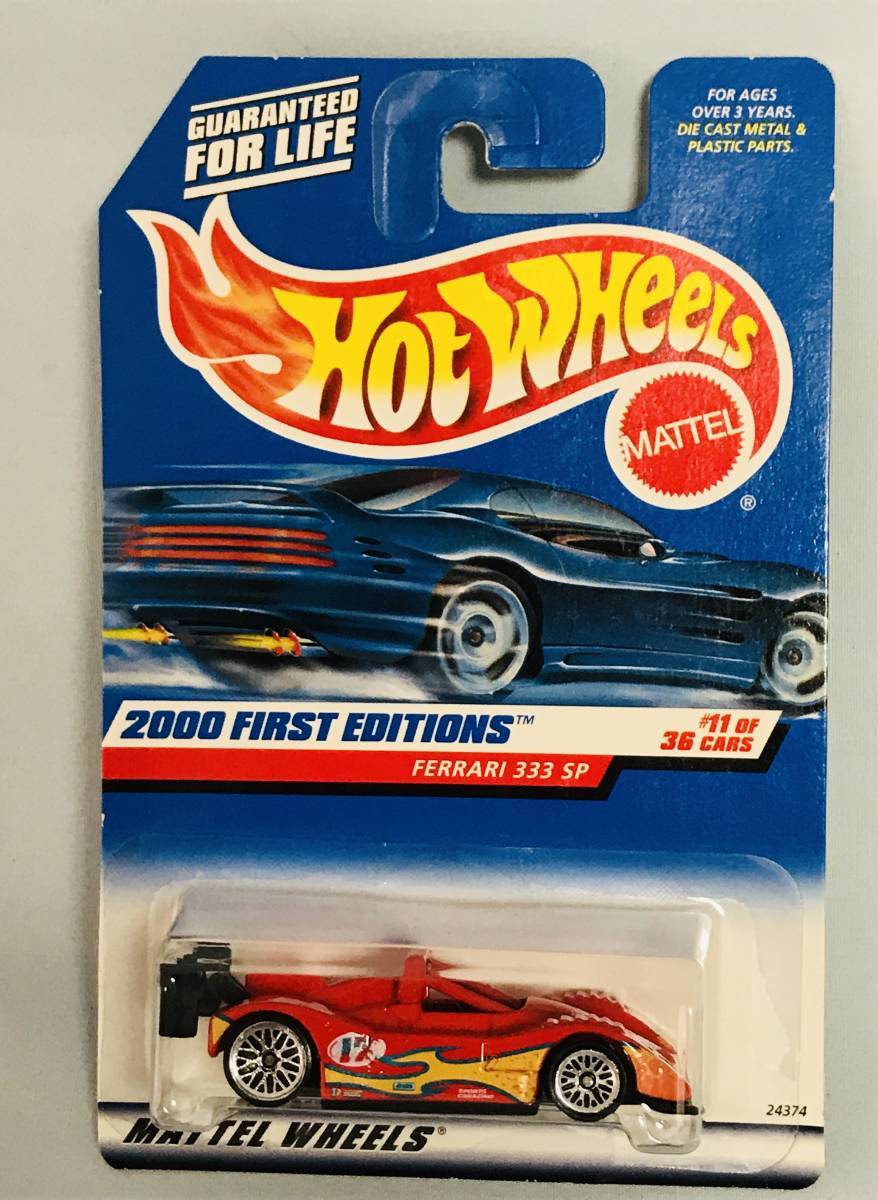 GUARANTEED
FOR LIFE
FOR AGES
OVER 3 YEARS.
DIE CAST METAL &
PLASTIC PARTS.
HOT WHEELS
MATTEL
®
2000 FIRST EDITIONS™
#11 OF
36 CARS
FERRARI 333 SP
12
24374
MATTEL WHEELS®